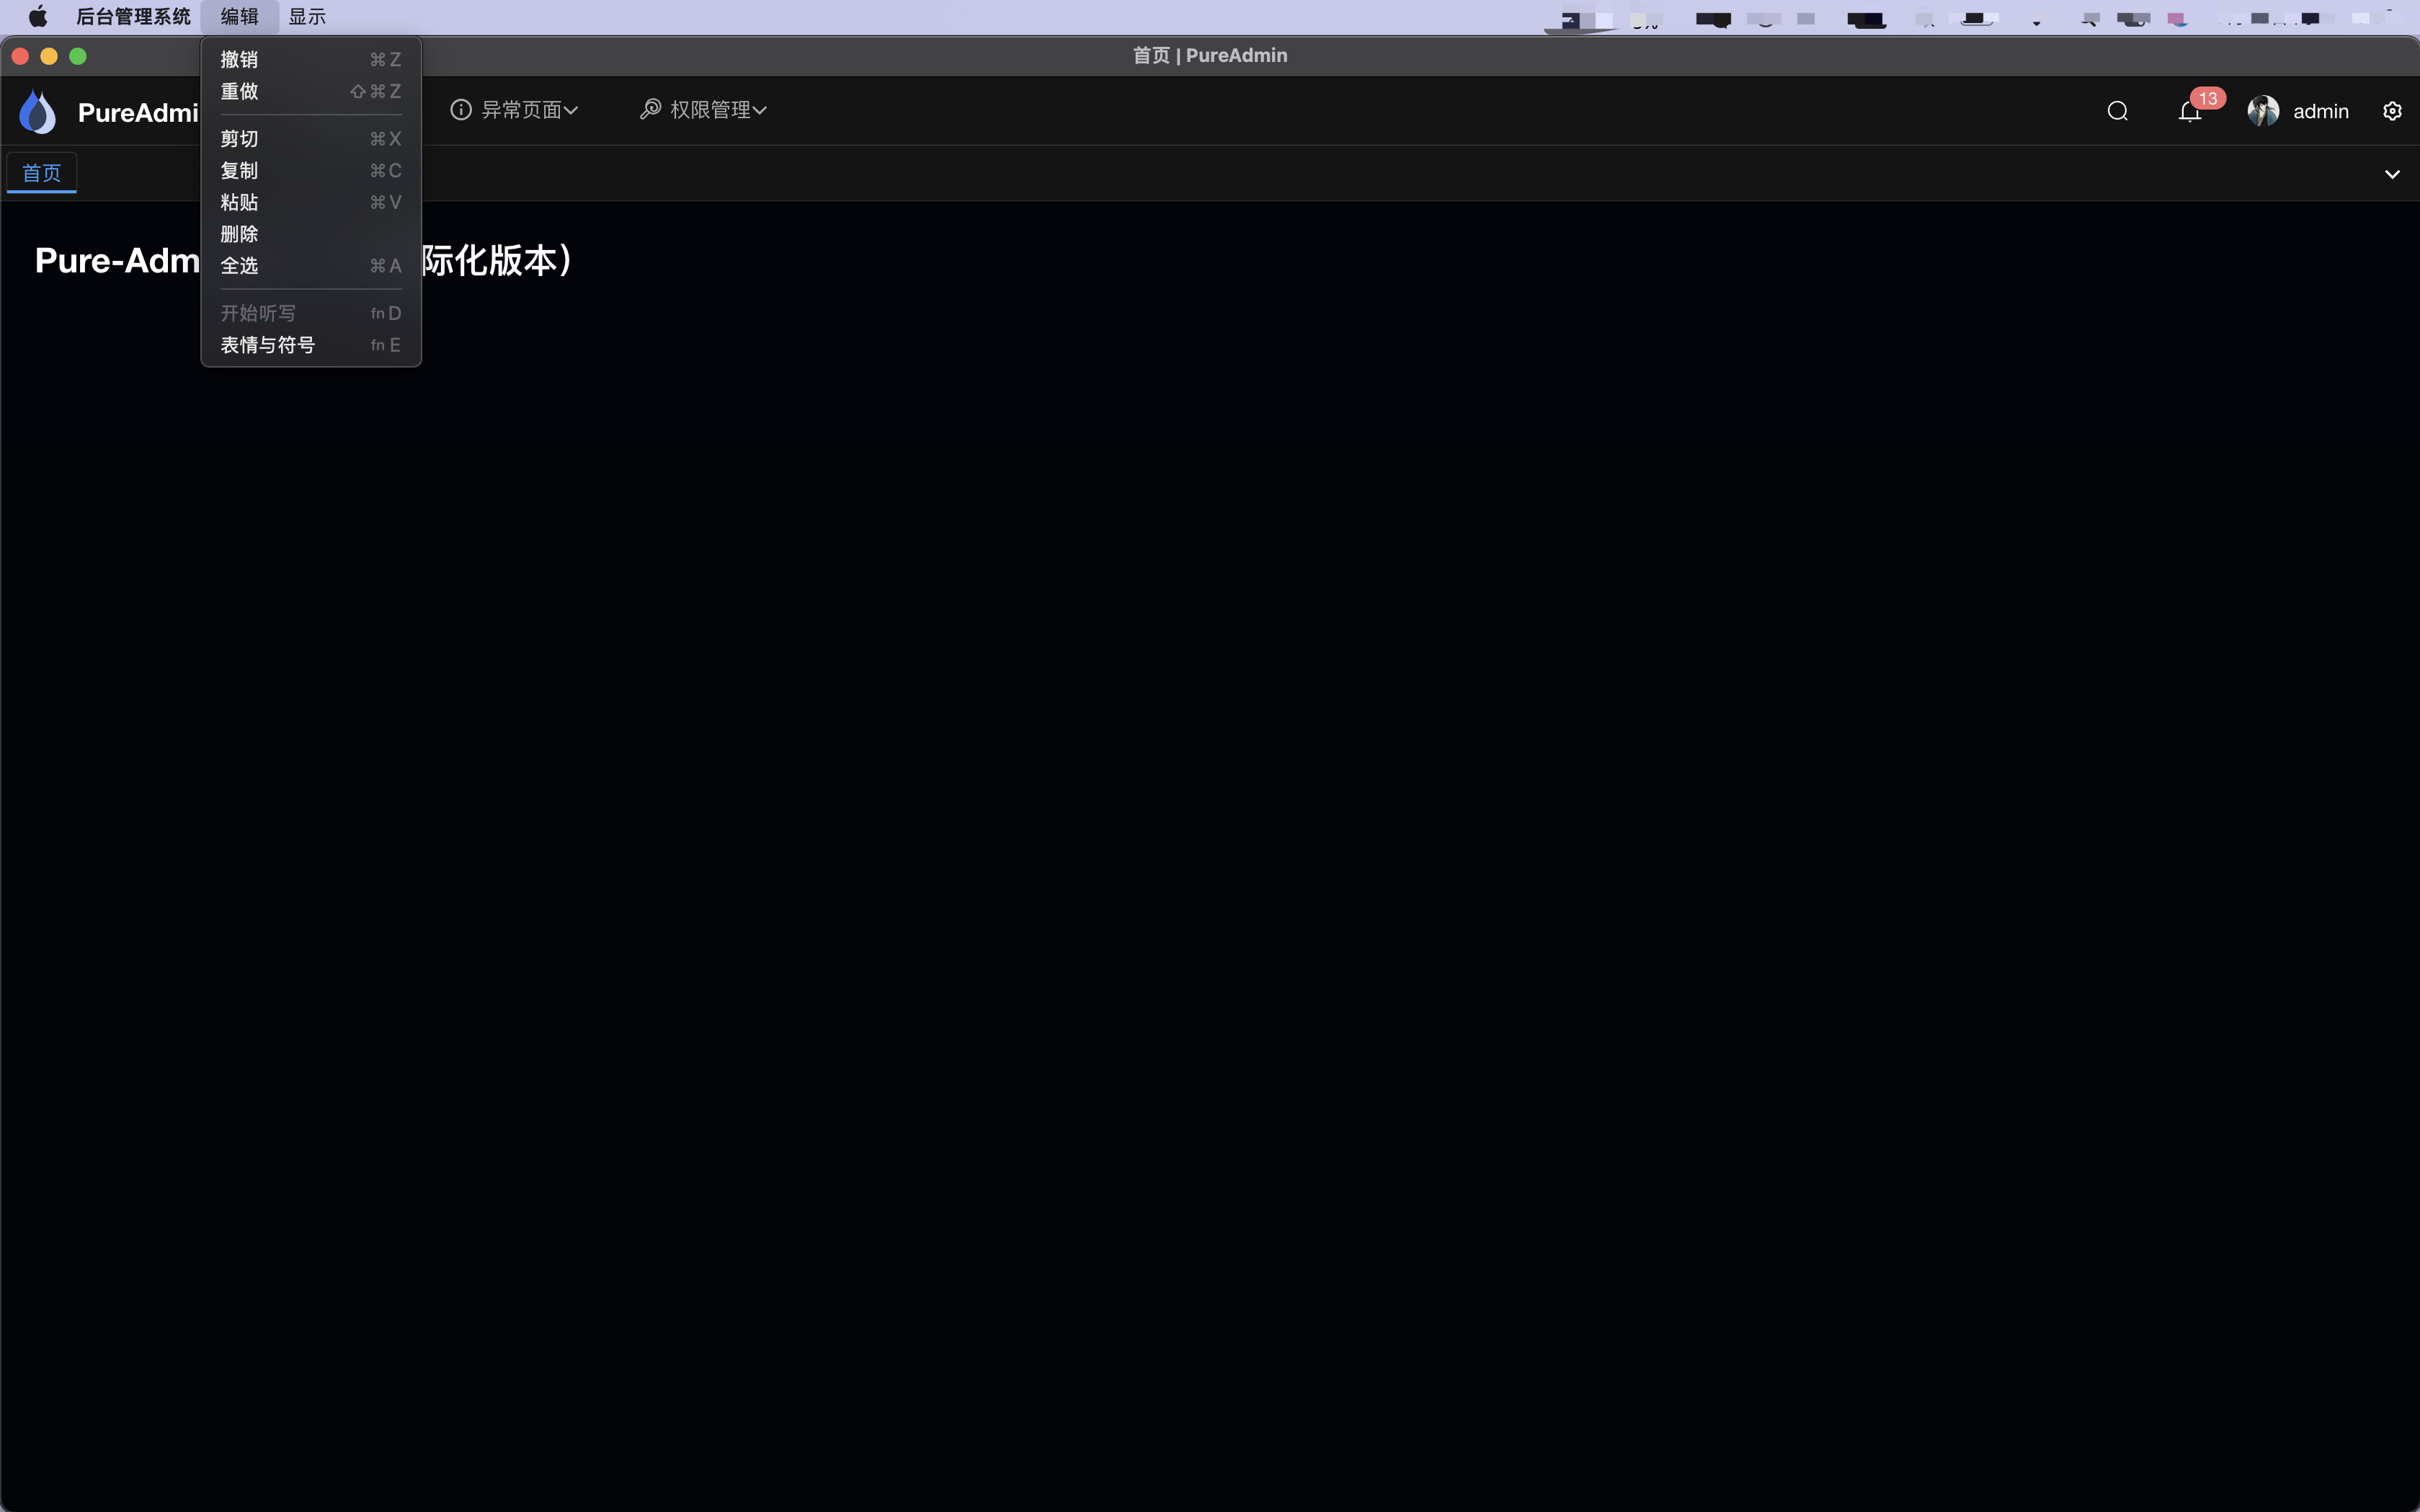 后台管理系统 编辑 显示
首页 | PureAdmin
撤销 ⌘Z
重做 ⇧⌘Z
剪切 ⌘X
复制 ⌘C
粘贴 ⌘V
删除
全选 ⌘A
开始听写 fn D
表情与符号 fn E
PureAdmi 异常页面 权限管理 13 admin
首页
Pure-Adm 际化版本）